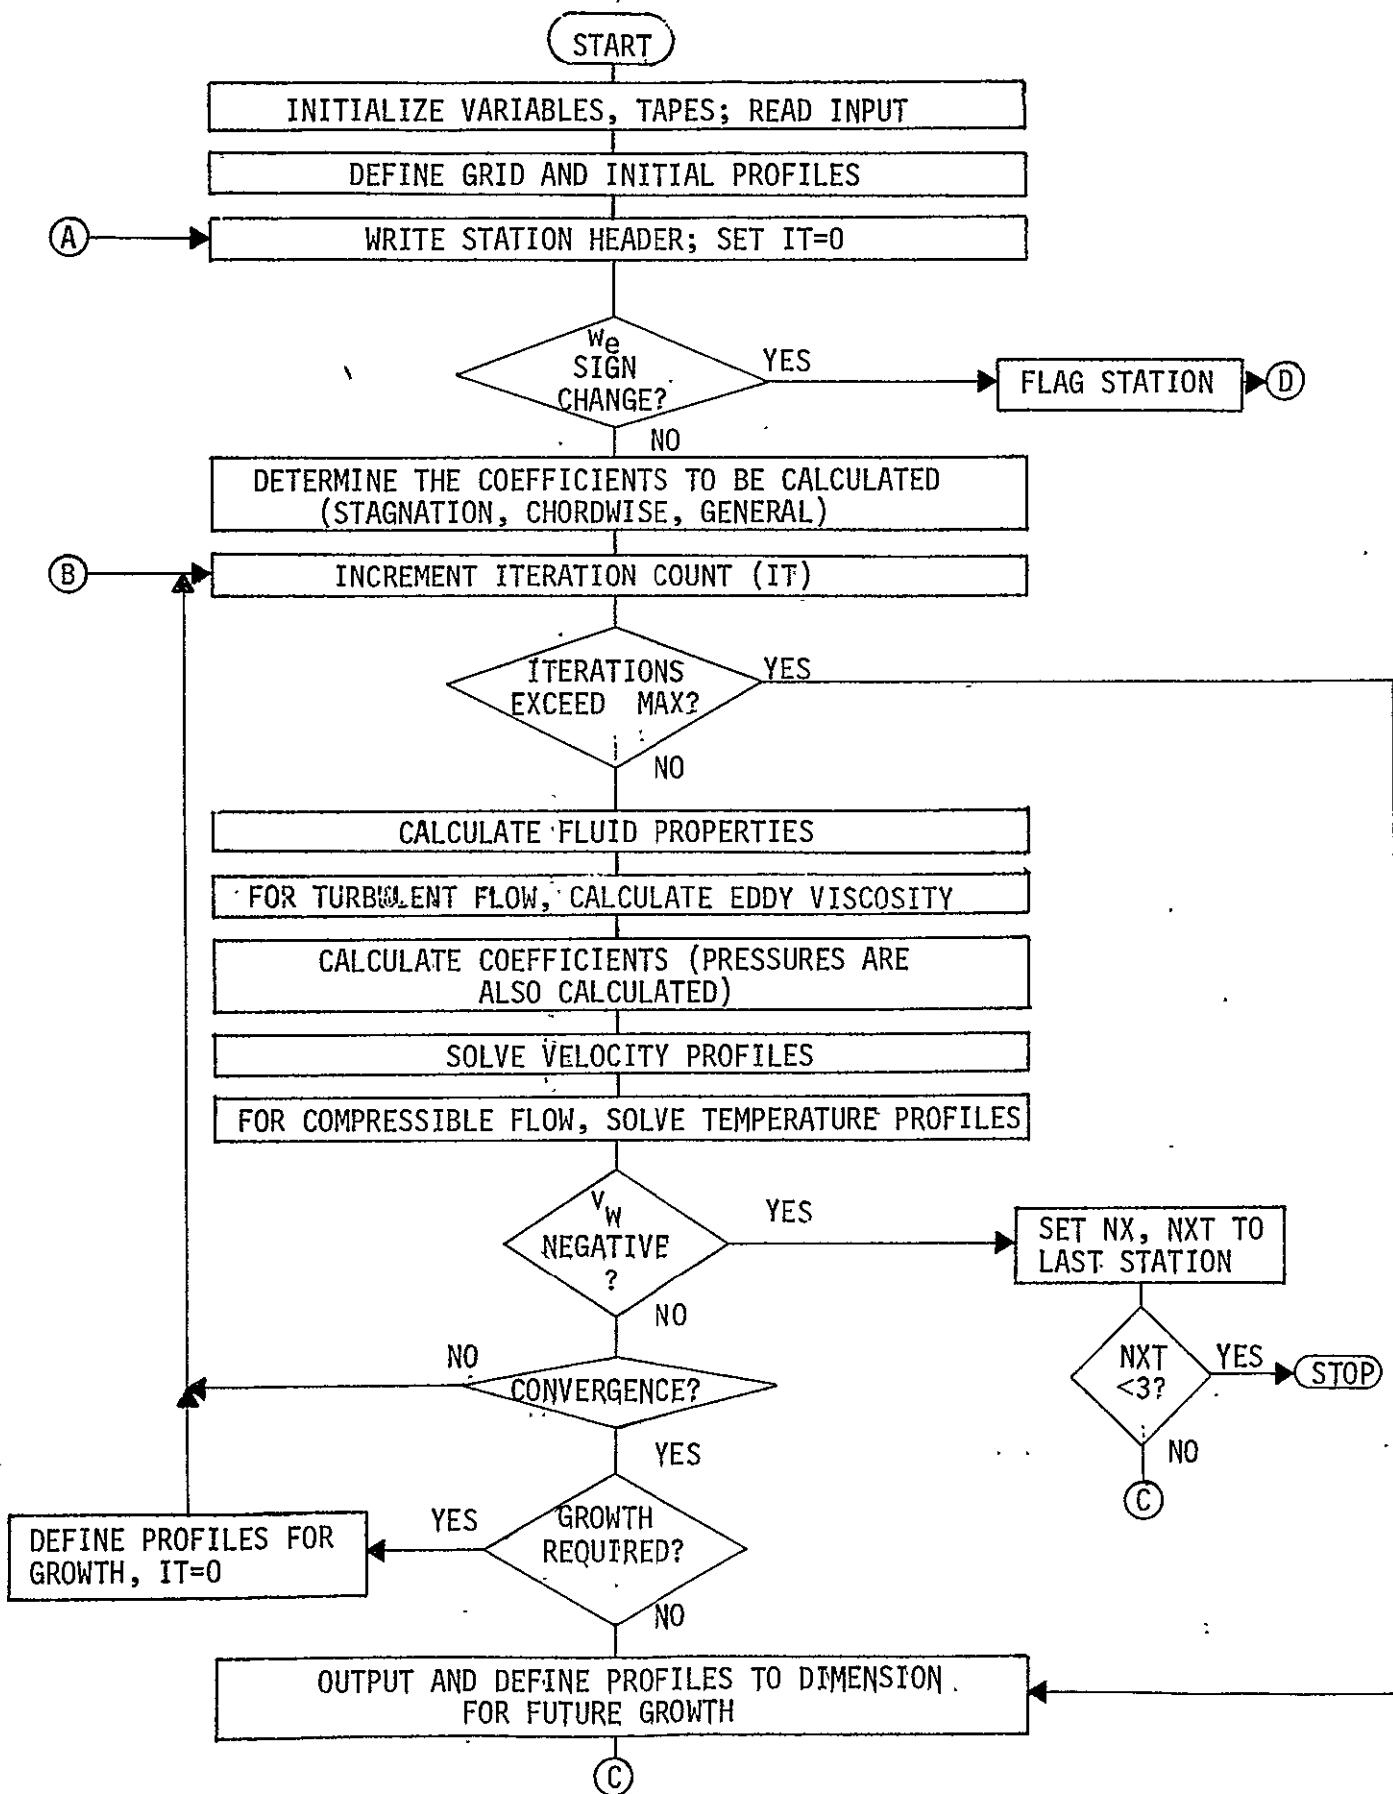 START
INITIALIZE VARIABLES, TAPES; READ INPUT
DEFINE GRID AND INITIAL PROFILES
A
WRITE STATION HEADER; SET IT=0
We
SIGN
CHANGE?
YES
FLAG STATION
D
NO
DETERMINE THE COEFFICIENTS TO BE CALCULATED
(STAGNATION, CHORDWISE, GENERAL)
B
INCREMENT ITERATION COUNT (IT)
ITERATIONS
EXCEED MAX?
YES
NO
CALCULATE FLUID PROPERTIES
FOR TURBULENT FLOW, CALCULATE EDDY VISCOSITY
CALCULATE COEFFICIENTS (PRESSURES ARE
ALSO CALCULATED)
SOLVE VELOCITY PROFILES
FOR COMPRESSIBLE FLOW, SOLVE TEMPERATURE PROFILES
VW
NEGATIVE
?
YES
SET NX, NXT TO
LAST STATION
NO
NXT
<3?
YES
STOP
NO
C
NO
CONVERGENCE?
YES
GROWTH
REQUIRED?
YES
DEFINE PROFILES FOR
GROWTH, IT=0
NO
OUTPUT AND DEFINE PROFILES TO DIMENSION
FOR FUTURE GROWTH
C